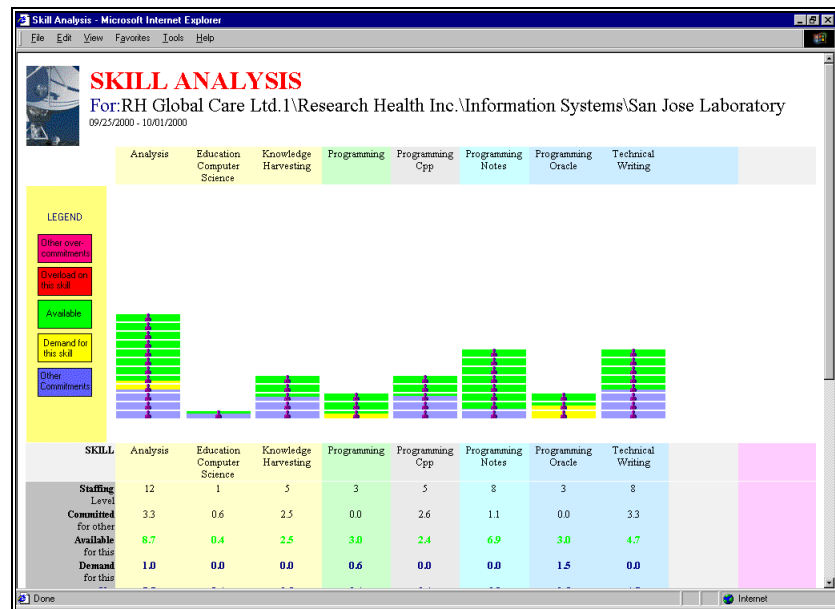 Skill Analysis - Microsoft Internet Explorer
File Edit View Favorites Tools Help
SKILL ANALYSIS
For:RH Global Care Ltd.1\Research Health Inc.\Information Systems\San Jose Laboratory
09/25/2000 - 10/01/2000
Analysis Education Knowledge Programming Programming Programming Programming Technical
Computer Harvesting Cpp Notes Oracle Writing
Science
LEGEND
Other over-
commitments
Overload on
this skill
Available
Demand for
this skill
Other
Commitments
SKILL Analysis Education Knowledge Programming Programming Programming Programming Technical
Computer Harvesting Cpp Notes Oracle Writing
Science
Staffing 12 1 5 3 5 8 3 8
Level
Committed 3.3 0.6 2.5 0.0 2.6 1.1 0.0 3.3
for other
Available 8.7 0.4 2.5 3.0 2.4 6.9 3.0 4.7
for this
Demand 1.0 0.0 0.0 0.6 0.0 0.0 1.5 0.0
for this
Done Internet